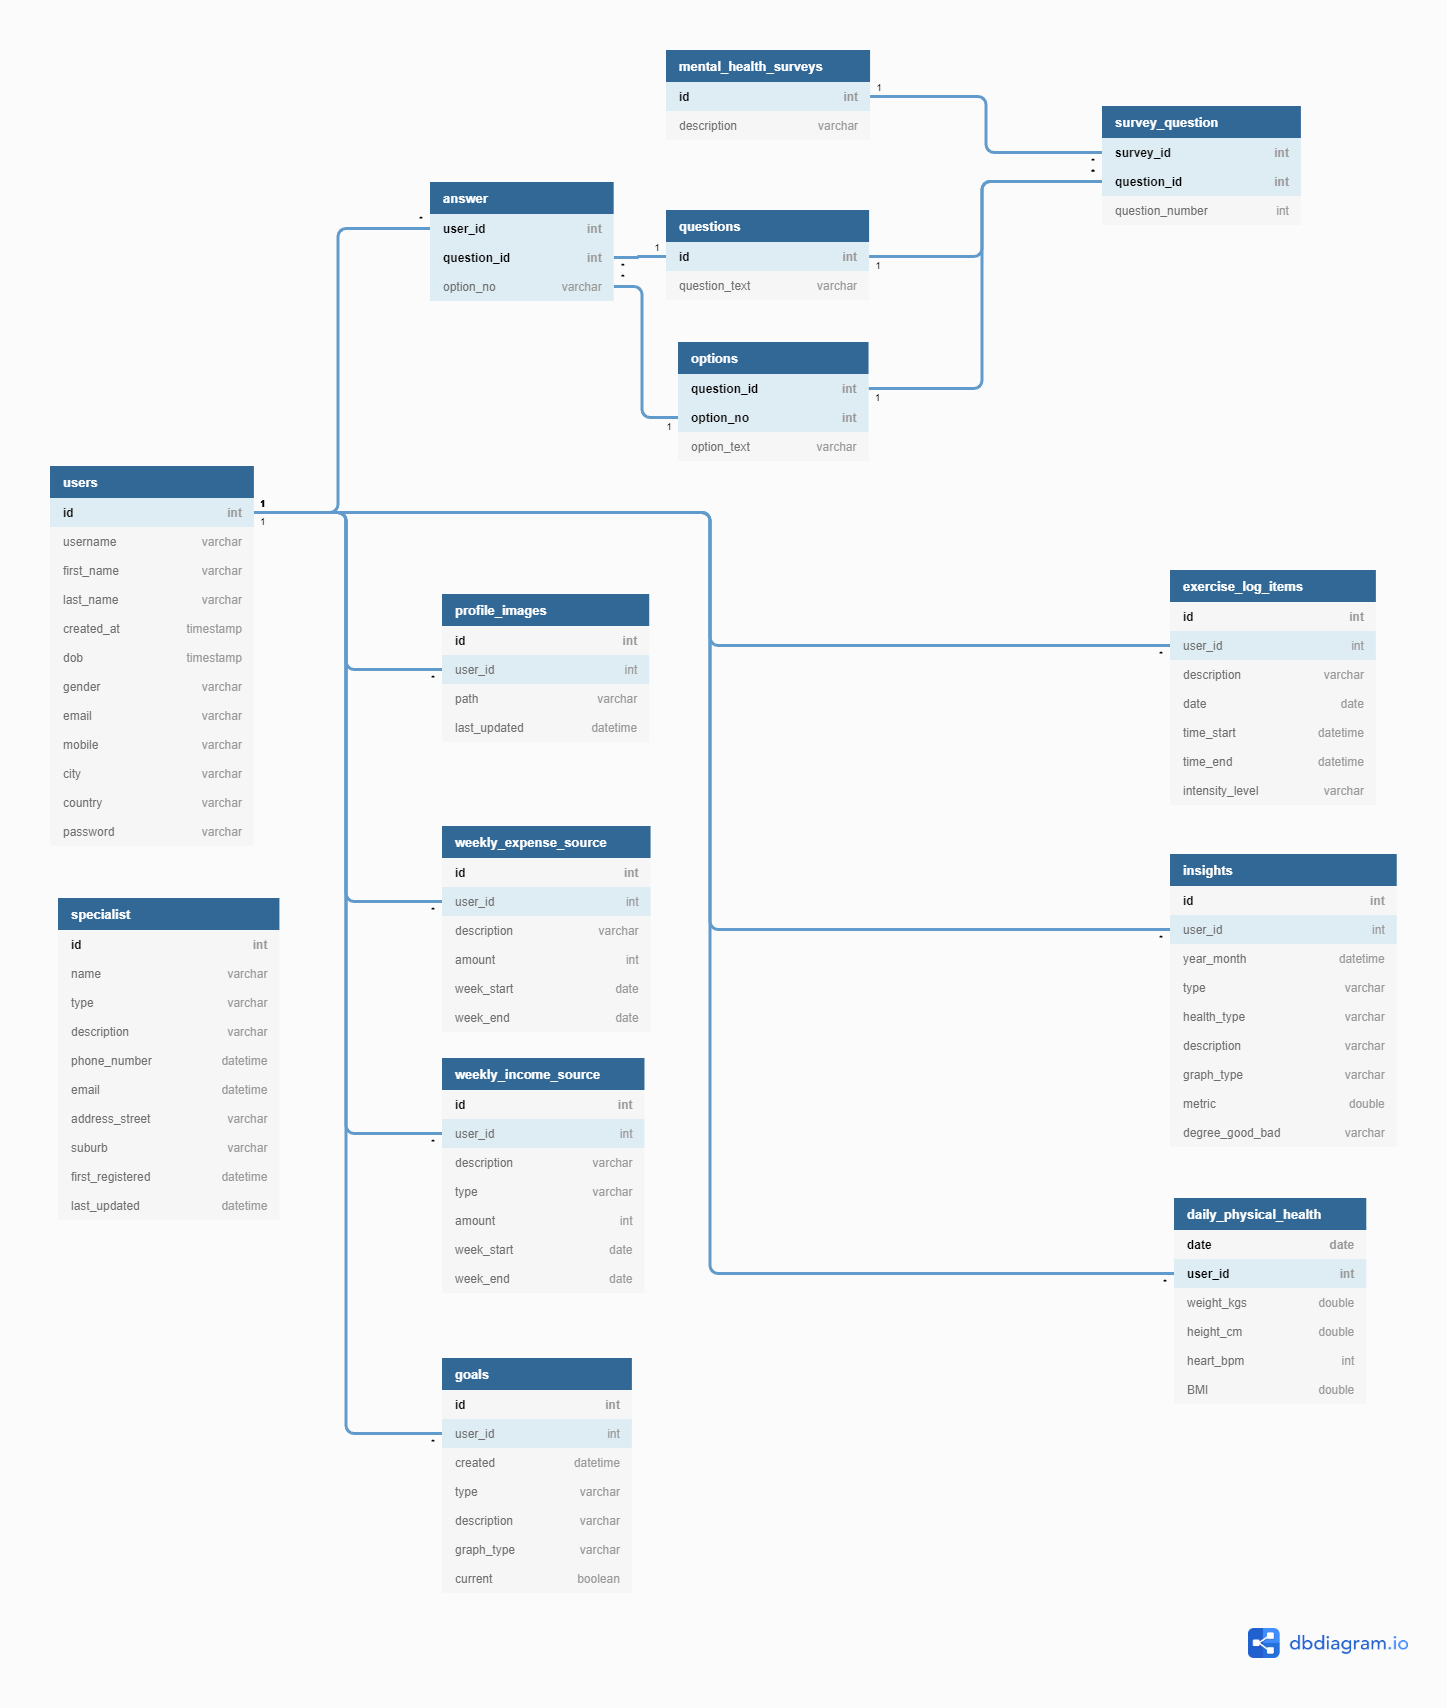 mental_health_surveys
id int
description varchar
survey_question
survey_id int
question_id int
question_number int
answer
user_id int
question_id int
option_no varchar
questions
id int
question_text varchar
options
question_id int
option_no int
option_text varchar
users
id int
username varchar
first_name varchar
last_name varchar
created_at timestamp
dob timestamp
gender varchar
email varchar
mobile varchar
city varchar
country varchar
password varchar
profile_images
id int
user_id int
path varchar
last_updated datetime
exercise_log_items
id int
user_id int
description varchar
date date
time_start datetime
time_end datetime
intensity_level varchar
weekly_expense_source
id int
user_id int
description varchar
amount int
week_start date
week_end date
insights
id int
user_id int
year_month datetime
type varchar
health_type varchar
description varchar
graph_type varchar
metric double
degree_good_bad varchar
specialist
id int
name varchar
type varchar
description varchar
phone_number datetime
email datetime
address_street varchar
suburb varchar
first_registered datetime
last_updated datetime
weekly_income_source
id int
user_id int
description varchar
type varchar
amount int
week_start date
week_end date
daily_physical_health
date date
user_id int
weight_kgs double
height_cm double
heart_bpm int
BMI double
goals
id int
user_id int
created datetime
type varchar
description varchar
graph_type varchar
current boolean
1
*
*
*
1
*
1
1
*
1
1
1
1
*
*
*
*
*
*
*
dbdiagram.io